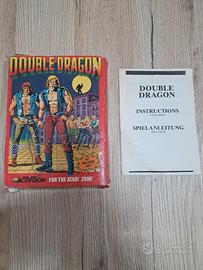 DOUBLE DRAGON
ACTIVISION FOR THE ATARI 2600
DOUBLE
DRAGON
INSTRUCTIONS
SPIELANLEITUNG